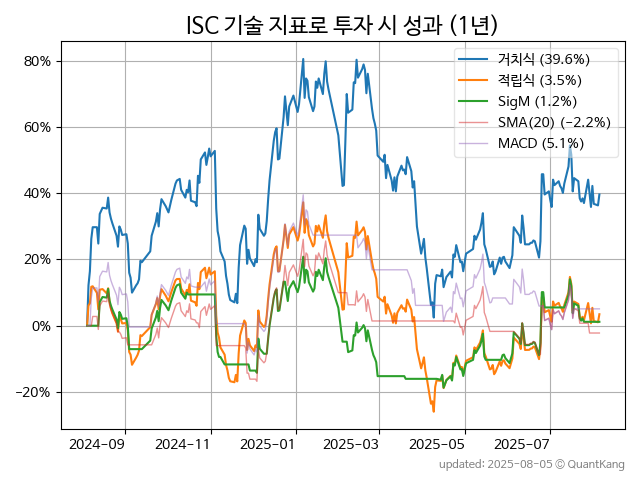 ISC 기술 지표로 투자 시 성과 (1년)
거치식 (39.6%)
적립식 (3.5%)
SigM (1.2%)
SMA(20) (−2.2%)
MACD (5.1%)
80%
60%
40%
20%
0%
−20%
2024-09 2024-11 2025-01 2025-03 2025-05 2025-07
updated: 2025-08-05 © QuantKang